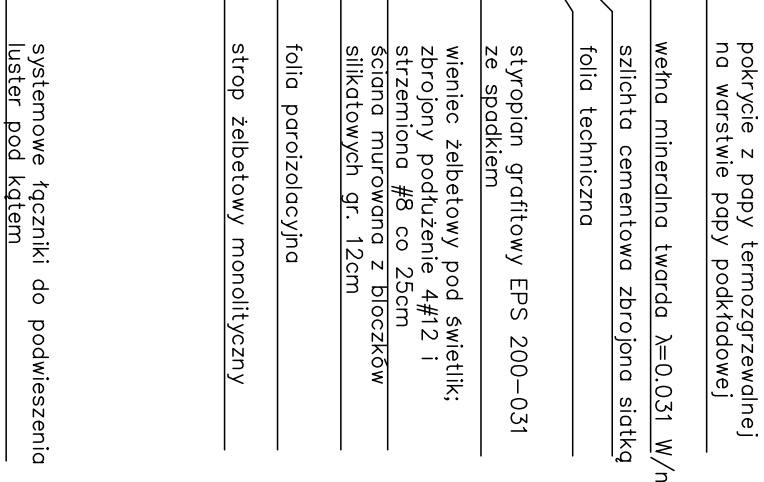 pokrycie z papy termozgrzewalnej
na warstwie papy podkładowej
wełna mineralna twarda λ=0.031 W/
szlichta cementowa zbrojona siatką
folia techniczna
styropian grafitowy EPS 200-031
ze spadkiem
wieniec żelbetowy pod świetlik;
zbrojony podłużenie 4#12 i
strzemiona #8 co 25cm
ściana murowana z bloczków
silikatowych gr. 12cm
folia paroizolacyjna
strop żelbetowy monolityczny
systemowe łączniki do podwieszenia
luster pod kątem